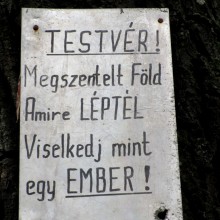 TESTVÉR!
Megszentelt Föld
Amire LÉPTÉL
Viselkedj mint
egy EMBER!